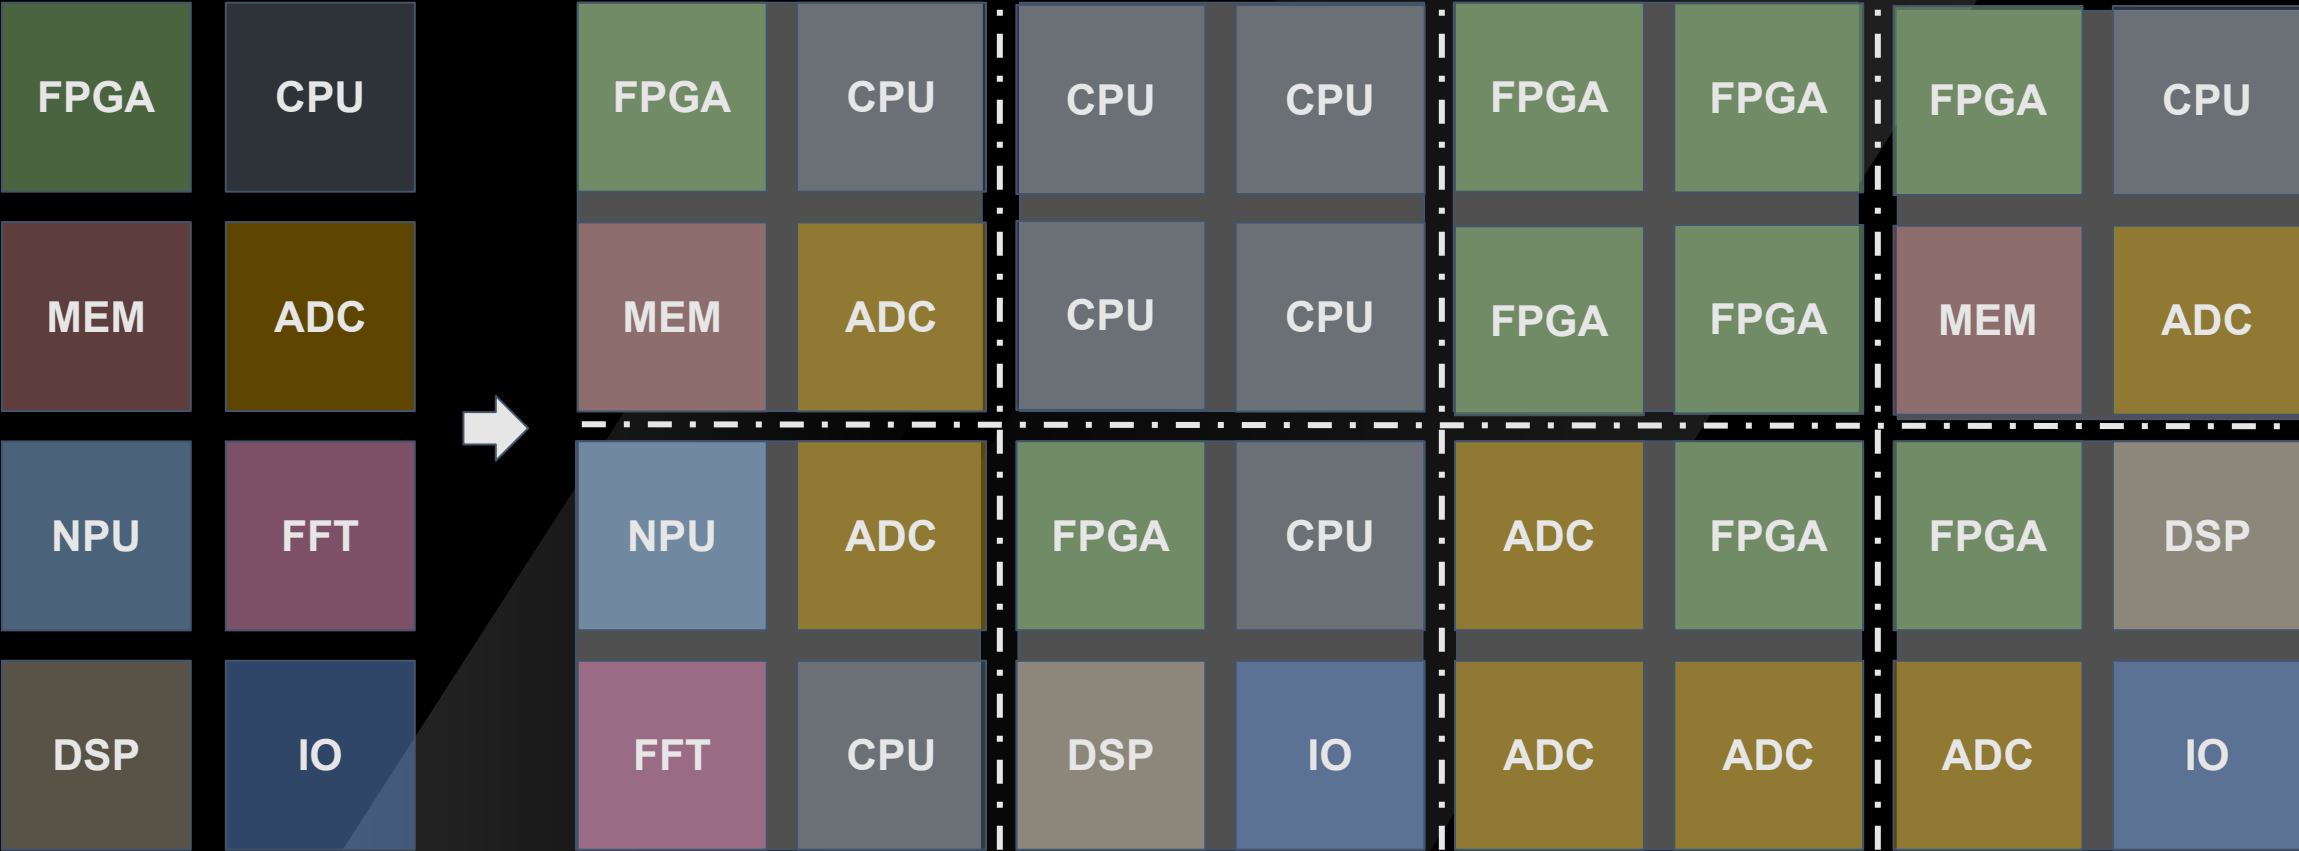 FPGA CPU FPGA CPU CPU CPU FPGA FPGA FPGA CPU
MEM ADC MEM ADC CPU CPU FPGA FPGA MEM ADC
NPU FFT NPU ADC FPGA CPU ADC FPGA FPGA DSP
DSP IO FFT CPU DSP IO ADC ADC ADC IO